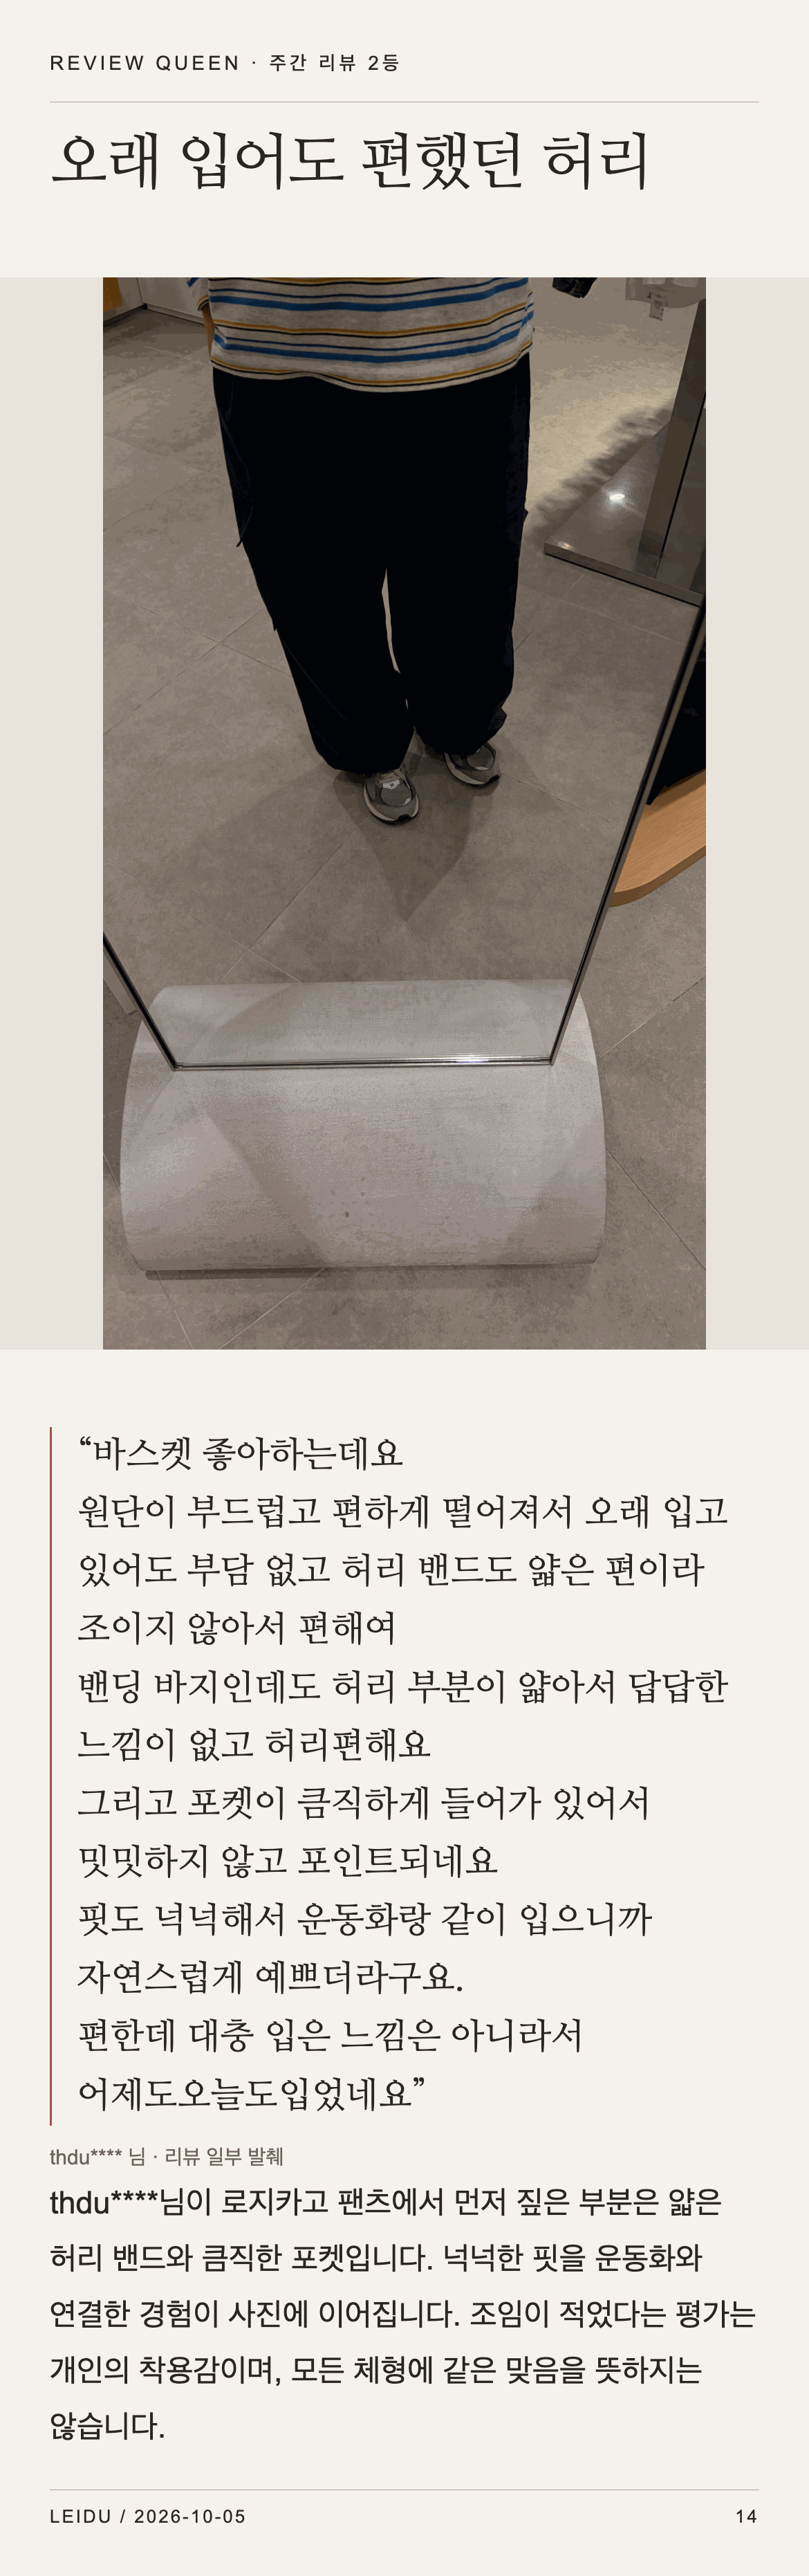 REVIEW QUEEN · 주간 리뷰 2등
오래 입어도 편했던 허리
“바스켓 좋아하는데요
원단이 부드럽고 편하게 떨어져서 오래 입고
있어도 부담 없고 허리 밴드도 얇은 편이라
조이지 않아서 편해여
밴딩 바지인데도 허리 부분이 얇아서 답답한
느낌이 없고 허리편해요
그리고 포켓이 큼직하게 들어가 있어서
밋밋하지 않고 포인트되네요
핏도 넉넉해서 운동화랑 같이 입으니까
자연스럽게 예쁘더라구요.
편한데 대충 입은 느낌은 아니라서
어제도오늘도입었네요”
thdu**** 님 · 리뷰 일부 발췌
thdu****님이 로지카고 팬츠에서 먼저 짚은 부분은 얇은
허리 밴드와 큼직한 포켓입니다. 넉넉한 핏을 운동화와
연결한 경험이 사진에 이어집니다. 조임이 적었다는 평가는
개인의 착용감이며, 모든 체형에 같은 맞음을 뜻하지는
않습니다.
LEIDU / 2026-10-05
14